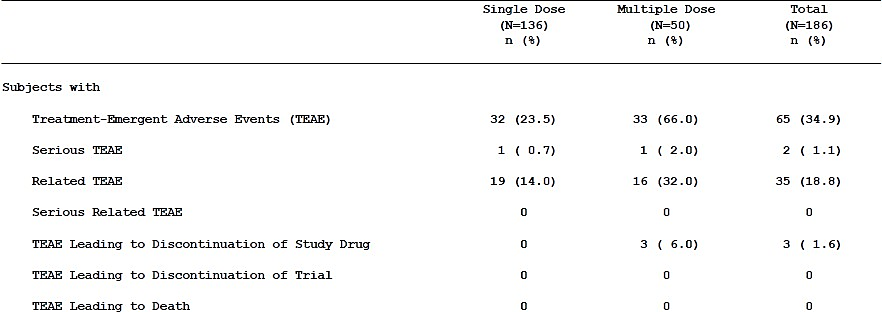 Single Dose Multiple Dose Total
(N=136) (N=50) (N=186)
n (%) n (%) n (%)
Subjects with
Treatment-Emergent Adverse Events (TEAE) 32 (23.5) 33 (66.0) 65 (34.9)
Serious TEAE 1 ( 0.7) 1 ( 2.0) 2 ( 1.1)
Related TEAE 19 (14.0) 16 (32.0) 35 (18.8)
Serious Related TEAE 0 0 0
TEAE Leading to Discontinuation of Study Drug 0 3 ( 6.0) 3 ( 1.6)
TEAE Leading to Discontinuation of Trial 0 0 0
TEAE Leading to Death 0 0 0